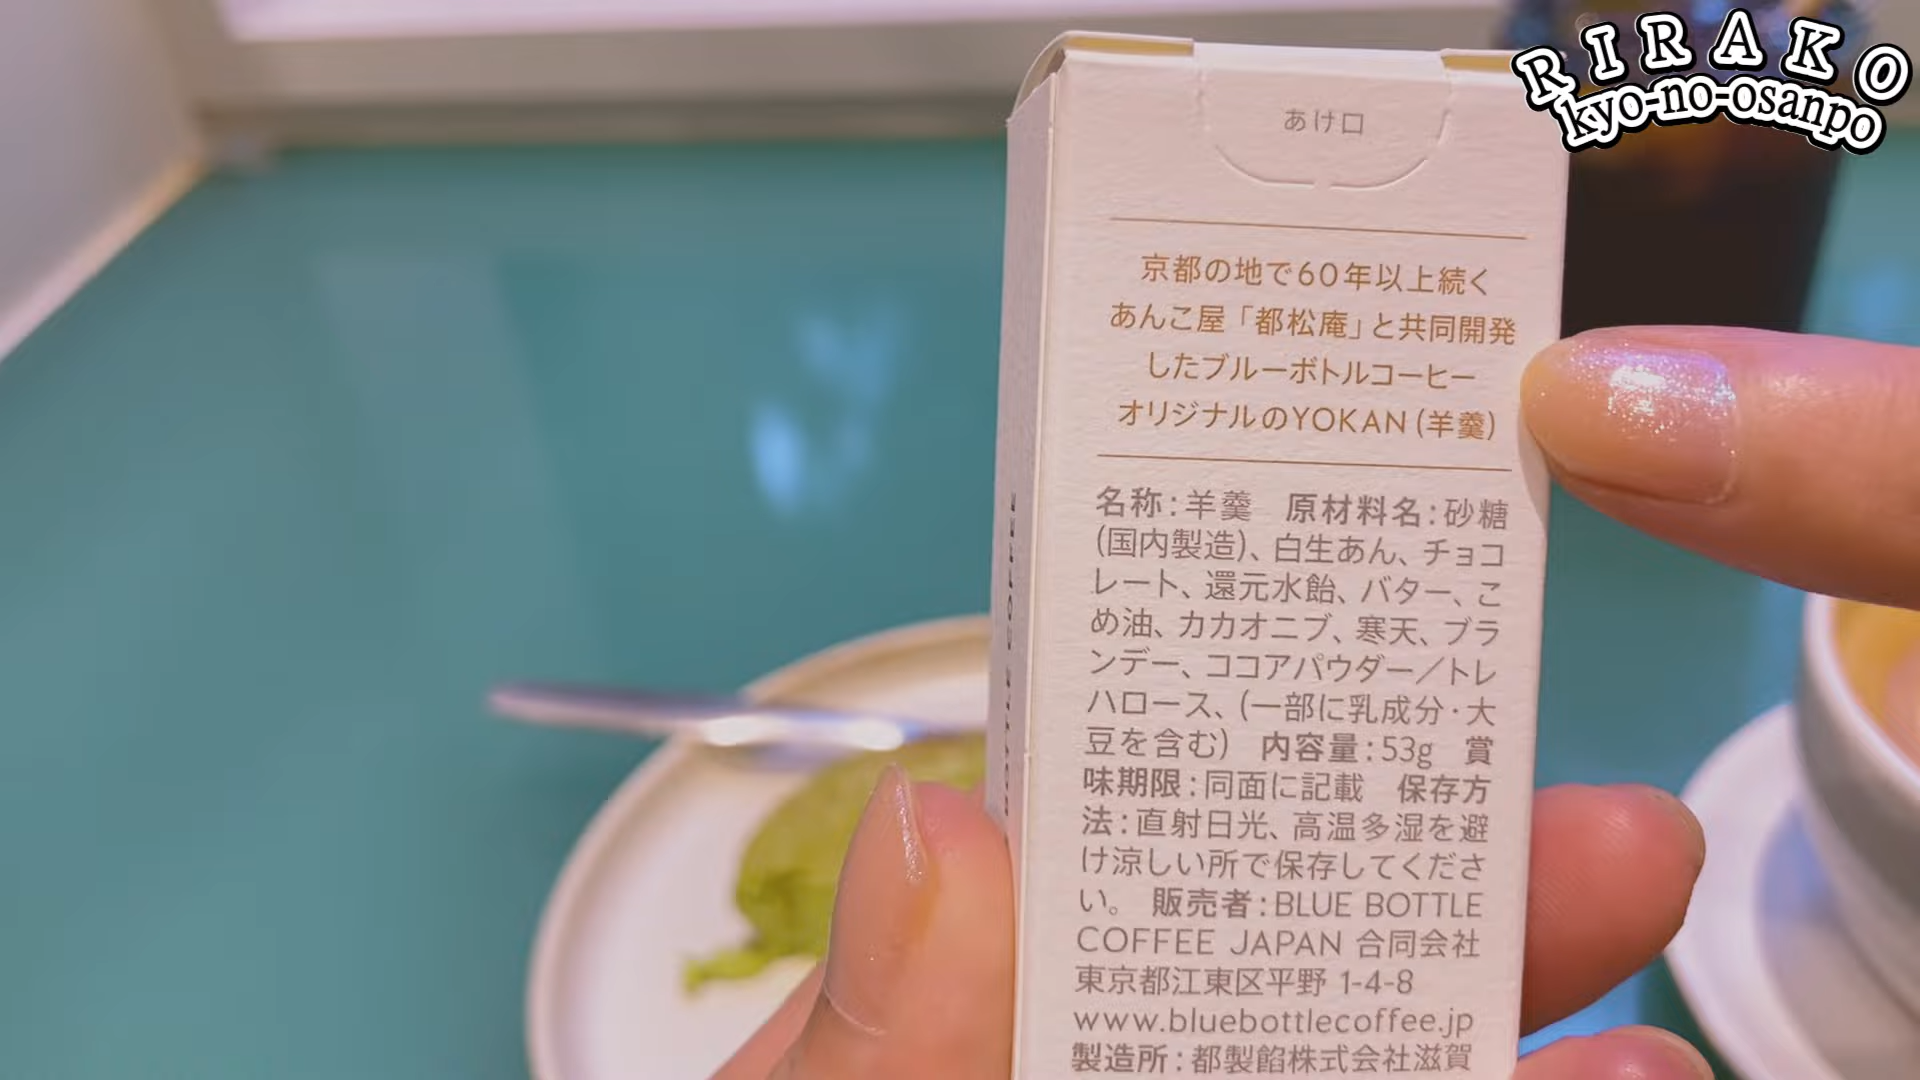 RIRAKO
kyo-no-osanpo
あけ口
京都の地で60年以上続く
あんこ屋「都松庵」と共同開発
したブルーボトルコーヒー
オリジナルのYOKAN(羊羹)
名称:羊羹 原材料名:砂糖
(国内製造)、白生あん、チョコ
レート、還元水飴、バター、こ
め油、カカオニブ、寒天、ブラ
ンデー、ココアパウダー／トレ
ハロース、(一部に乳成分・大
豆を含む) 内容量:53g 賞
味期限:同面に記載 保存方
法:直射日光、高温多湿を避
け涼しい所で保存してくださ
い。 販売者:BLUE BOTTLE
COFFEE JAPAN 合同会社
東京都江東区平野 1-4-8
www.bluebottlecoffee.jp
製造所:都製餡株式会社滋賀